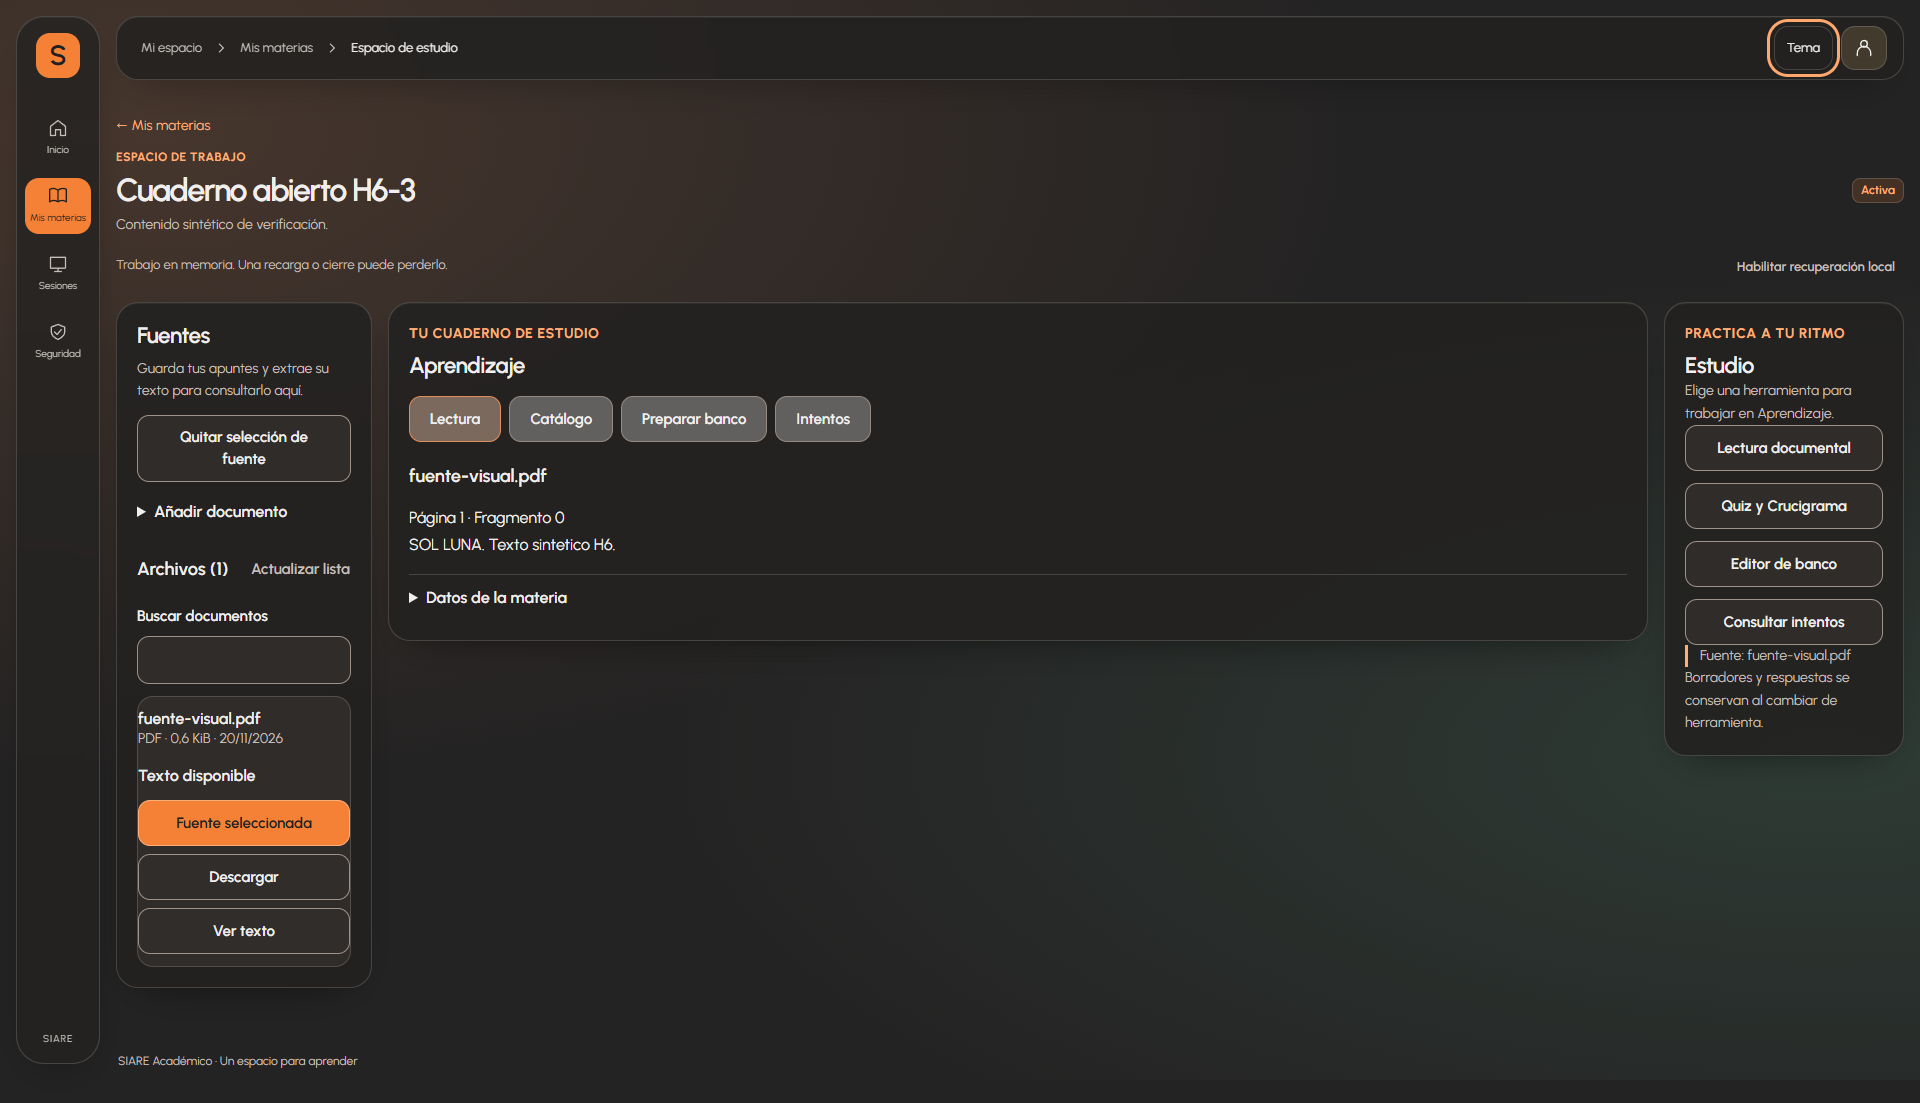 S
Mi espacio > Mis materias > Espacio de estudio
Tema
Inicio
Mis materias
Sesiones
Seguridad
SIARE
← Mis materias
ESPACIO DE TRABAJO
Cuaderno abierto H6-3
Activa
Contenido sintético de verificación.
Trabajo en memoria. Una recarga o cierre puede perderlo.
Habilitar recuperación local
Fuentes
Guarda tus apuntes y extrae su
texto para consultarlo aquí.
Quitar selección de
fuente
Añadir documento
Archivos (1)
Actualizar lista
Buscar documentos
fuente-visual.pdf
PDF · 0,6 KiB · 20/11/2026
Texto disponible
Fuente seleccionada
Descargar
Ver texto
TU CUADERNO DE ESTUDIO
Aprendizaje
Lectura
Catálogo
Preparar banco
Intentos
fuente-visual.pdf
Página 1 · Fragmento 0
SOL LUNA. Texto sintetico H6.
Datos de la materia
PRACTICA A TU RITMO
Estudio
Elige una herramienta para
trabajar en Aprendizaje.
Lectura documental
Quiz y Crucigrama
Editor de banco
Consultar intentos
Fuente: fuente-visual.pdf
Borradores y respuestas se
conservan al cambiar de
herramienta.
SIARE Académico · Un espacio para aprender